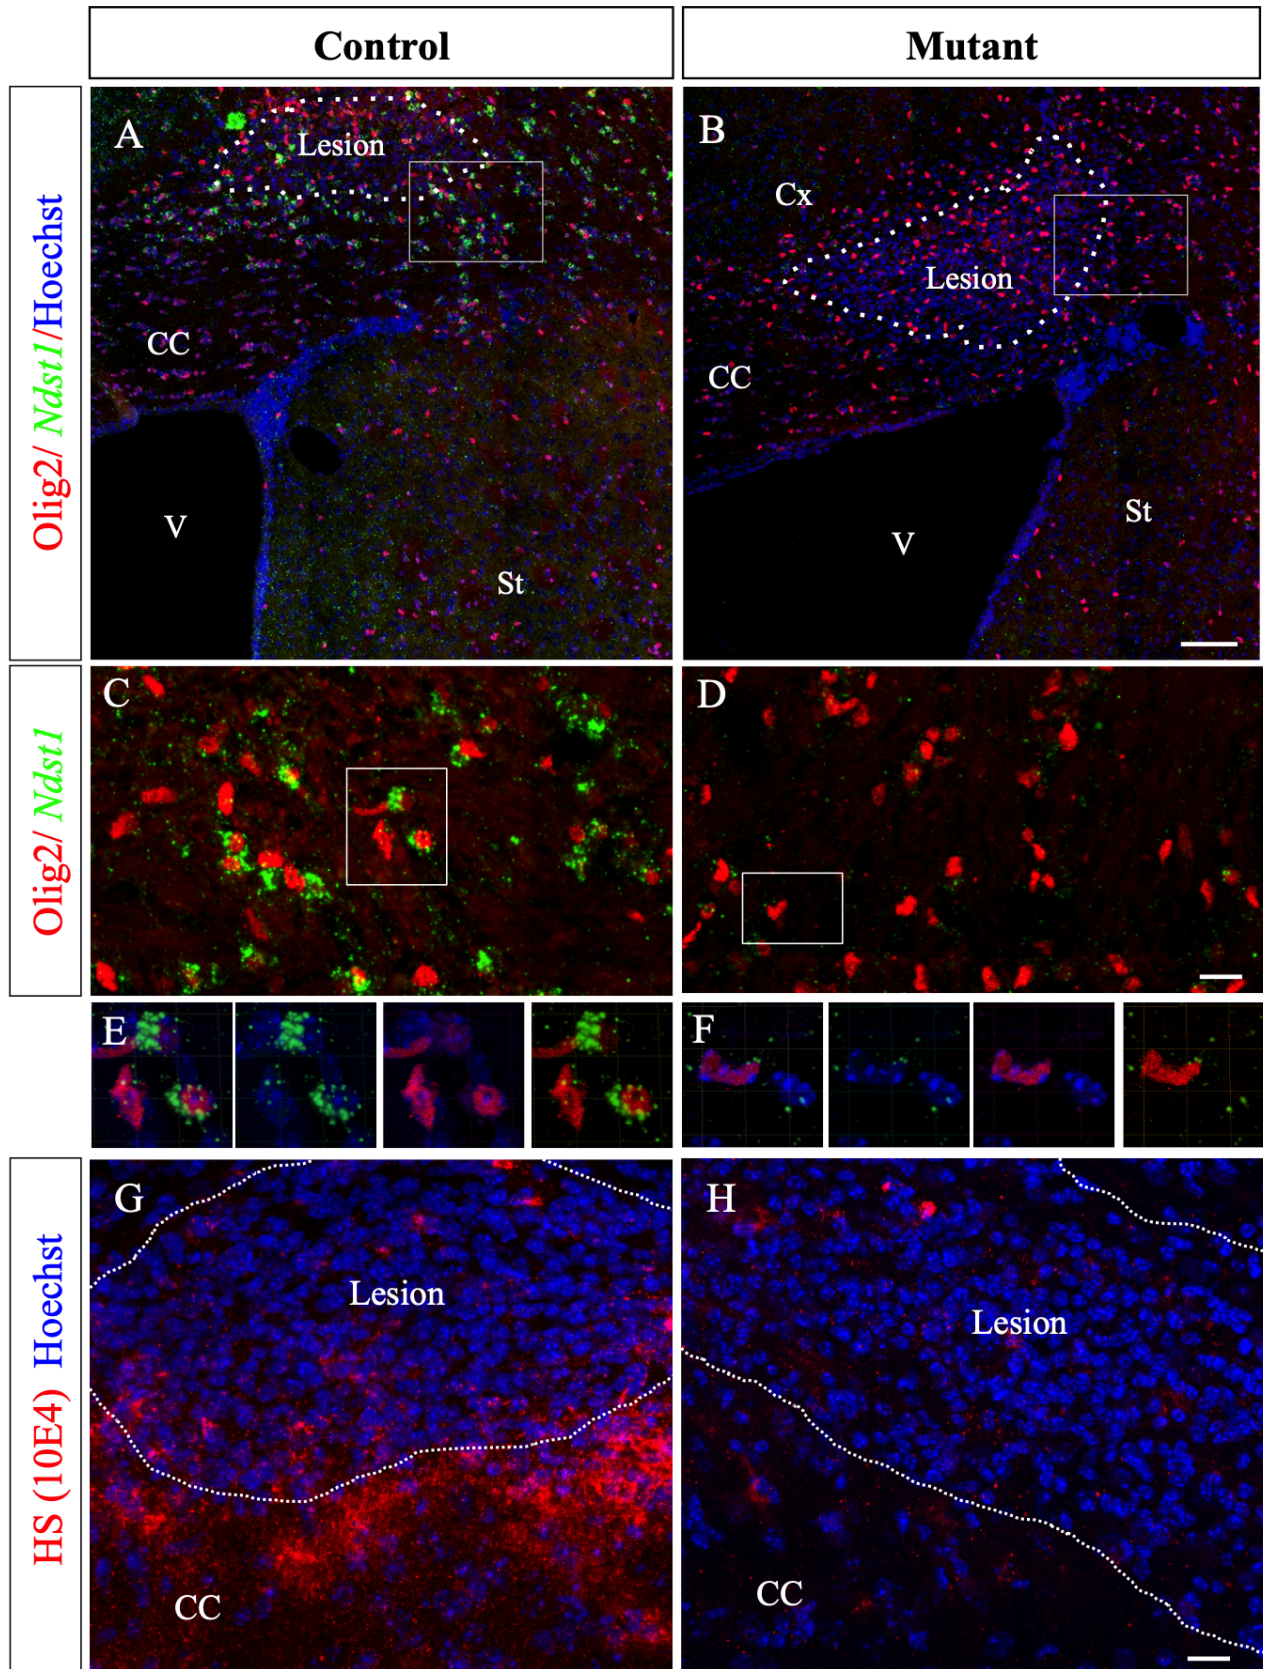 Control
Mutant
Olig2/ Ndst1/Hoechst
A
Lesion
CC
V
St
B
Cx
Lesion
CC
V
St
Olig2/ Ndst1
C
D
E
F
HS (10E4) Hoechst
G
Lesion
CC
H
Lesion
CC